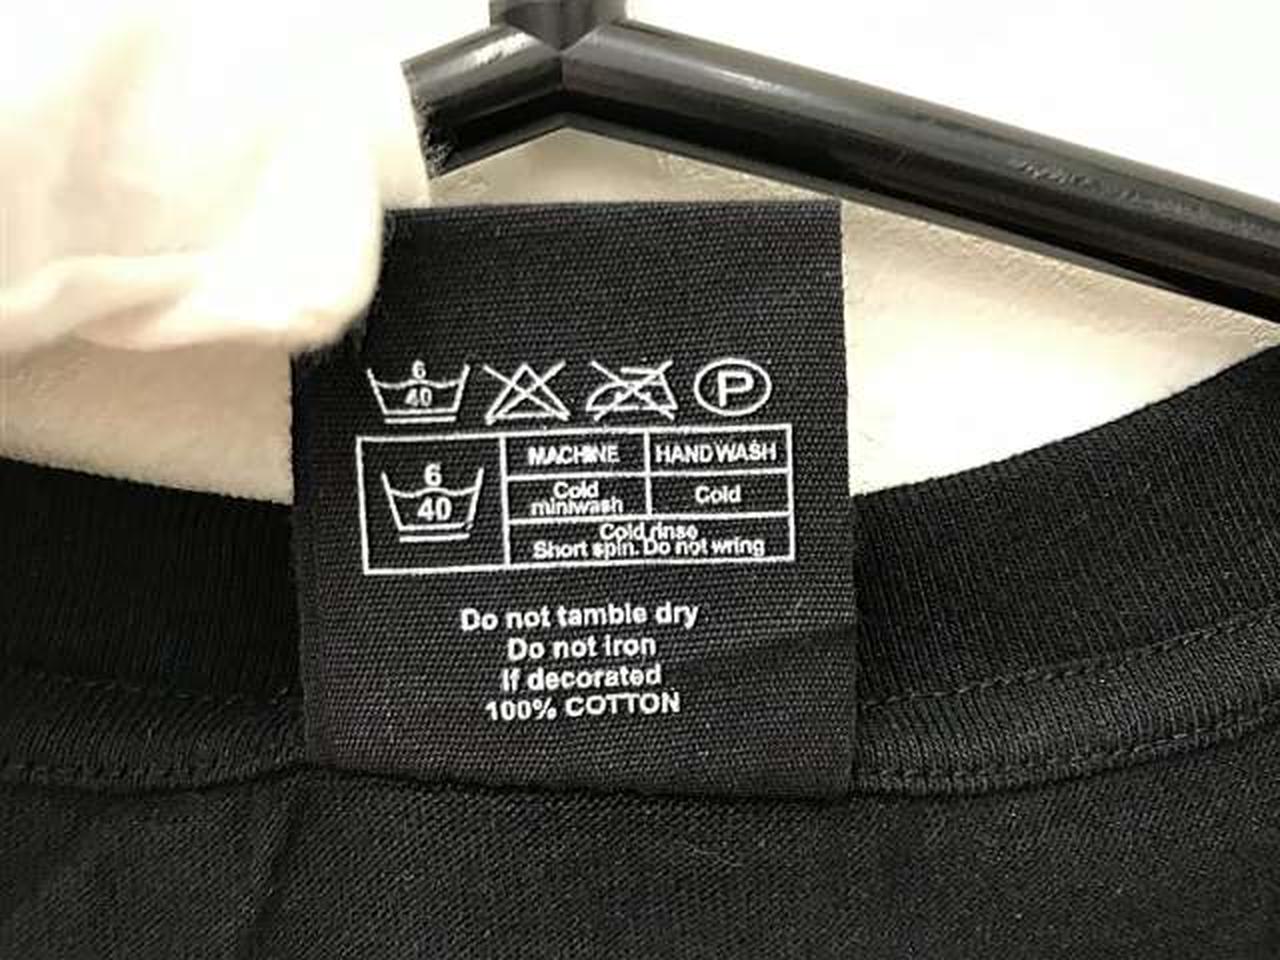 6
40
P
6
40
MACHINE
HAND WASH
Cold
miniwash
Cold
Cold rinse
Short spin. Do not wring
Do not tamble dry
Do not Iron
If decorated
100% COTTON